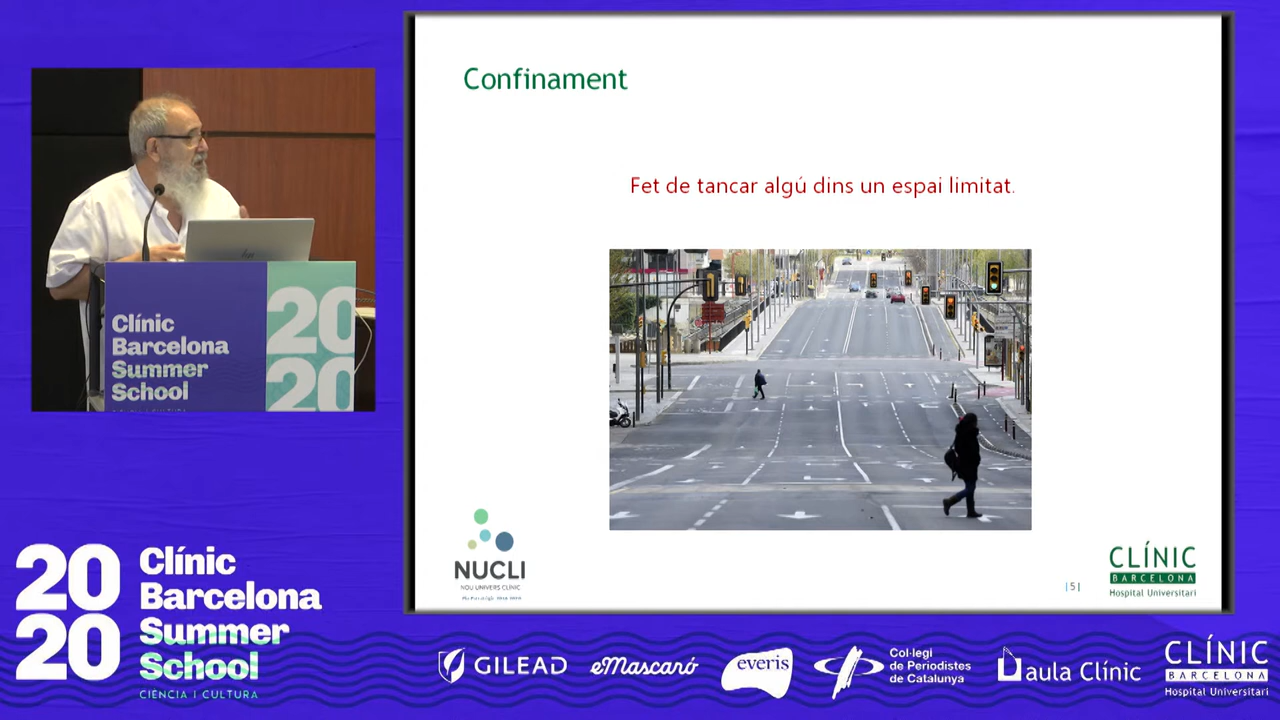 Confinament
Fet de tancar algú dins un espai limitat.
NUCLI
NOU UNIVERS CLÍNIC
| 5 |
CLÍNIC
BARCELONA
Hospital Universitari
Clínic
Barcelona
Summer
School
20
20
20
20
Clínic
Barcelona
Summer
School
CIÈNCIA I CULTURA
GILEAD
eMascaró
everis
Col·legi
de Periodistes
de Catalunya
aula Clínic
CLÍNIC
BARCELONA
Hospital Universitari